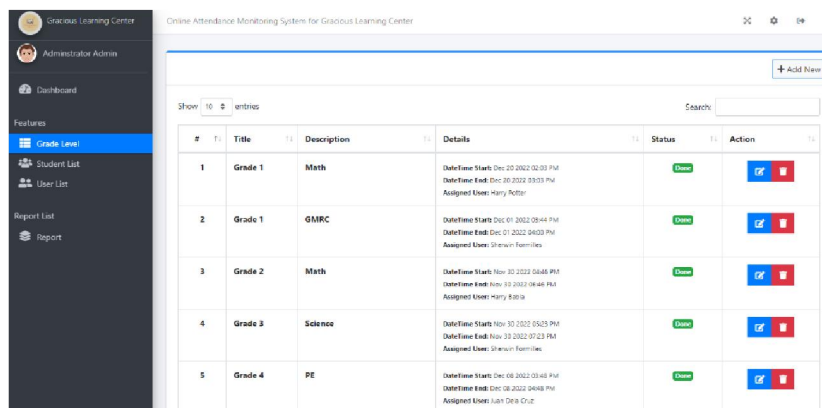 Gracious Learning Center
Online Attendance Monitoring System for Gracious Learning Center
Adminstrator Admin
+ Add New
Dashboard
Show 10 entries
Search:
Features
Grade Level
Student List
User List
Report List
Report
# Title Description Details Status Action
1 Grade 1 Math
DateTime Start: Dec 20 2022 02:03 PM
DateTime End: Dec 20 2022 03:03 PM
Assigned User: Harry Potter
Done
2 Grade 1 GMRC
DateTime Start: Dec 01 2022 03:44 PM
DateTime End: Dec 01 2022 04:00 PM
Assigned User: Sherwin Formilles
Done
3 Grade 2 Math
DateTime Start: Nov 30 2022 04:46 PM
DateTime End: Nov 30 2022 06:46 PM
Assigned User: Harry
Done
4 Grade 3 Science
DateTime Start: Nov 30 2022 05:23 PM
DateTime End: Nov 30 2022 07:23 PM
Assigned User: Sherwin Formilles
Done
5 Grade 4 PE
DateTime Start: Dec 08 2022 03:48 PM
DateTime End: Dec 08 2022 04:48 PM
Assigned User: Juan Dela Cruz
Done